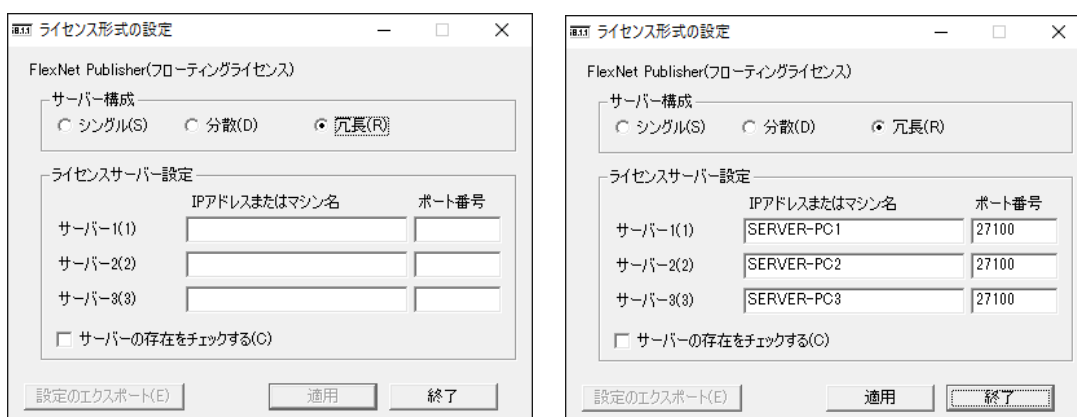 i8.1.1 ライセンス形式の設定
FlexNet Publisher(フローティングライセンス)
サーバー構成
シングル(S) 分散(D) 冗長(R)
ライセンスサーバー設定
IPアドレスまたはマシン名 ポート番号
サーバー1(1)
サーバー2(2)
サーバー3(3)
サーバーの存在をチェックする(C)
設定のエクスポート(E) 適用 終了
i8.1.1 ライセンス形式の設定
FlexNet Publisher(フローティングライセンス)
サーバー構成
シングル(S) 分散(D) 冗長(R)
ライセンスサーバー設定
IPアドレスまたはマシン名 ポート番号
サーバー1(1) SERVER-PC1 27100
サーバー2(2) SERVER-PC2 27100
サーバー3(3) SERVER-PC3 27100
サーバーの存在をチェックする(C)
設定のエクスポート(E) 適用 終了